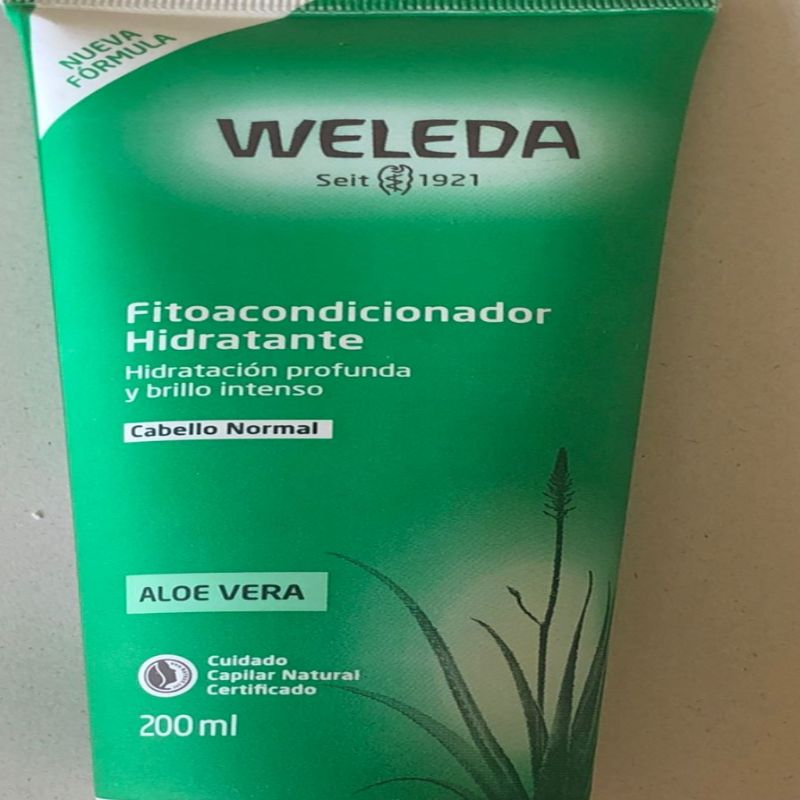 NUEVA
FÓRMULA
WELEDA
Seit 1921
Fitoacondicionador
Hidratante
Hidratación profunda
y brillo intenso
Cabello Normal
ALOE VERA
Cuidado
Capilar Natural
Certificado
200 ml